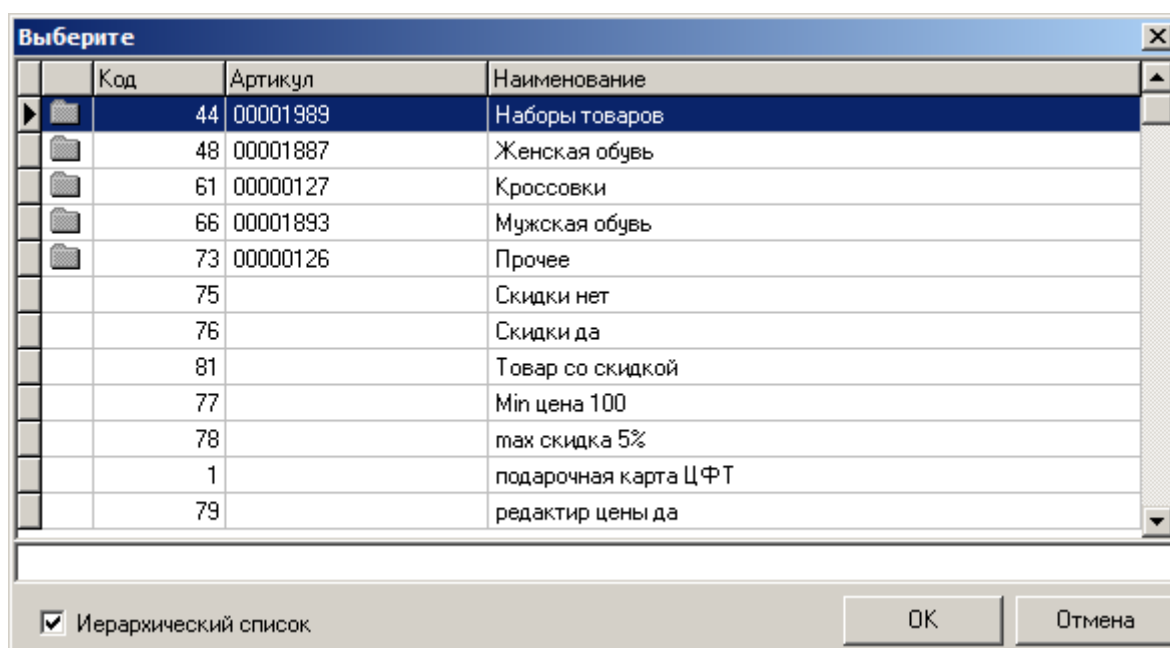 Выберите
Код Артикул Наименование
44 00001989 Наборы товаров
48 00001887 Женская обувь
61 00000127 Кроссовки
66 00001893 Мужская обувь
73 00000126 Прочее
75 Скидки нет
76 Скидки да
81 Товар со скидкой
77 Min цена 100
78 max скидка 5%
1 подарочная карта ЦФТ
79 редактир цены да
Иерархический список OK Отмена